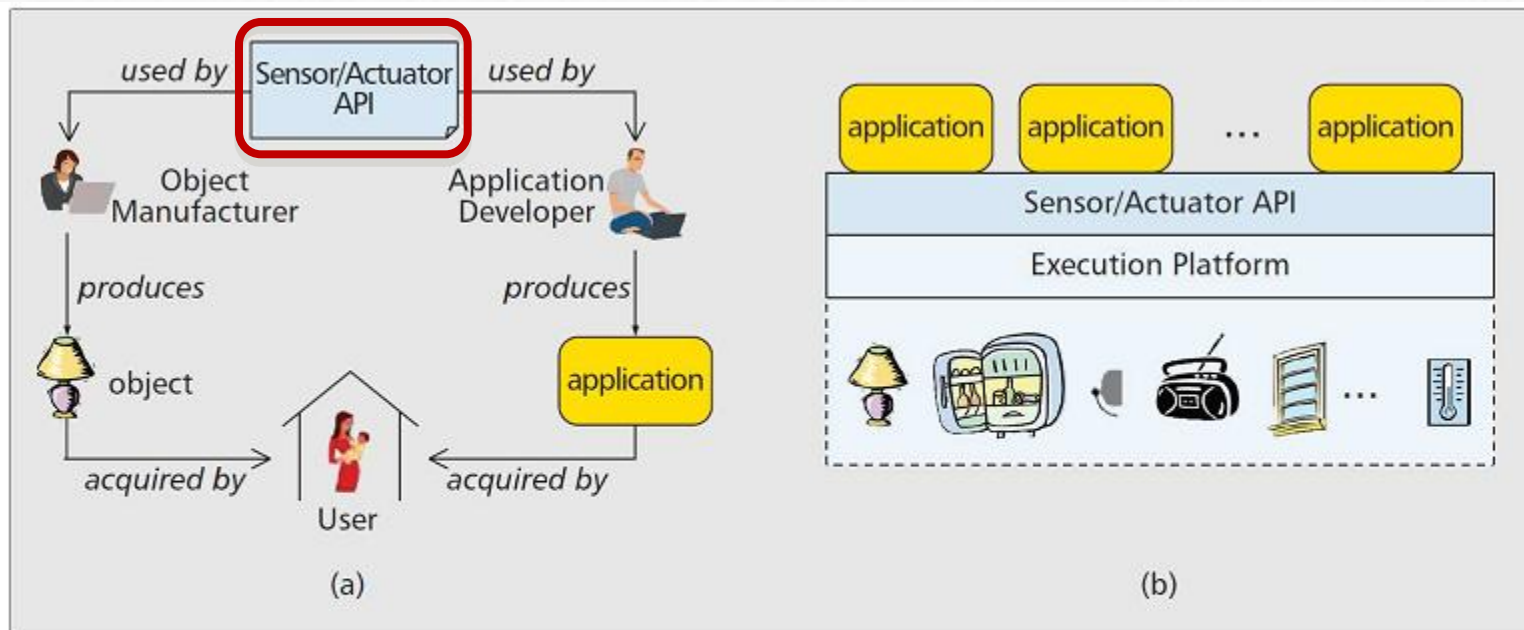 used by
Sensor/Actuator
API
used by
Object
Manufacturer
Application
Developer
produces
produces
object
application
acquired by
acquired by
User
(a)
application
application
...
application
Sensor/Actuator API
Execution Platform
...
(b)